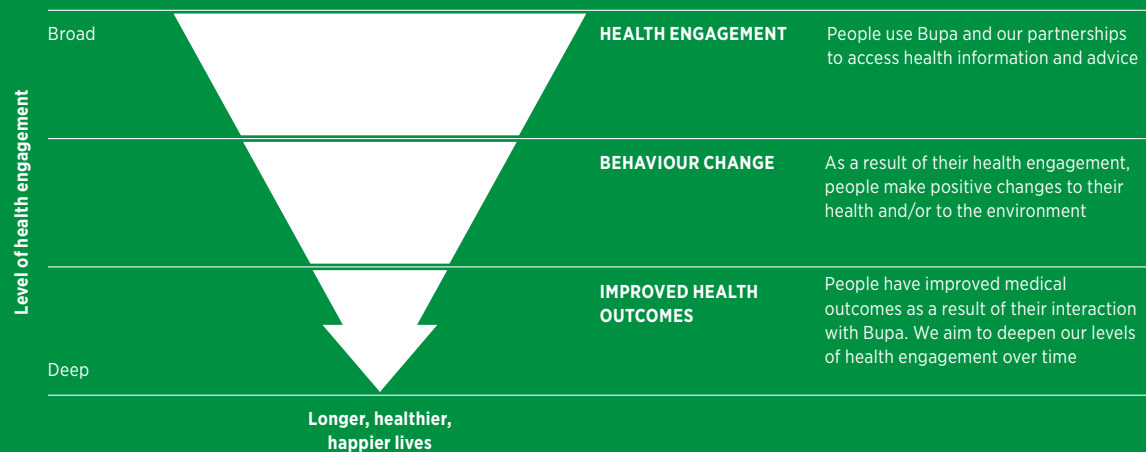 Level of health engagement
Broad
HEALTH ENGAGEMENT
People use Bupa and our partnerships
to access health information and advice
BEHAVIOUR CHANGE
As a result of their health engagement,
people make positive changes to their
health and/or to the environment
IMPROVED HEALTH
OUTCOMES
People have improved medical
outcomes as a result of their interaction
with Bupa. We aim to deepen our levels
of health engagement over time
Deep
Longer, healthier,
happier lives